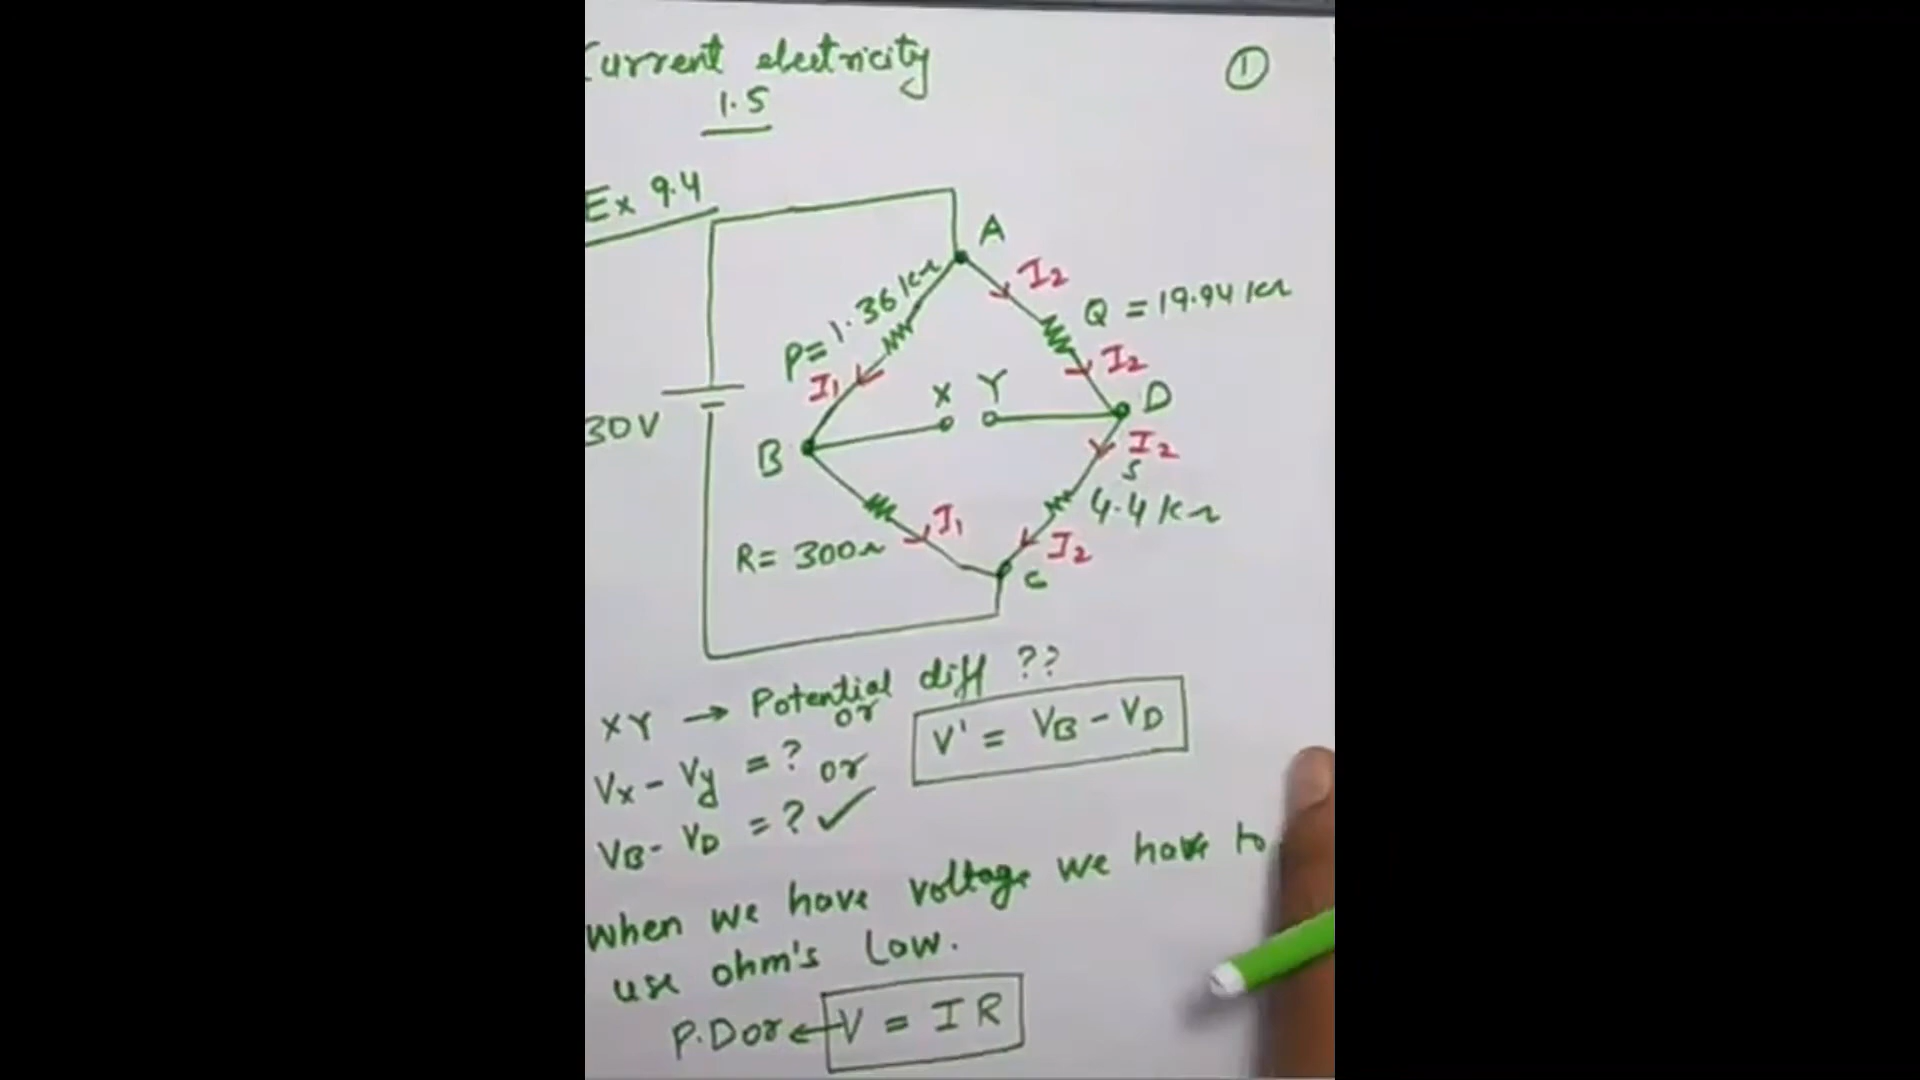 Current electricity
1
1.5
Ex 9.4
A
I2
P= 1.36 kΩ
Q = 19.94 kΩ
I1
I2
X Y
D
30V
B
I2
S
4.4 kΩ
I1
R= 300Ω
I2
C
XY → Potential diff ??
or
V' = VB - VD
Vx - Vy = ? or
VB - VD = ? ✓
When we have voltage we have to
use ohm's low.
P.D or ← V = IR